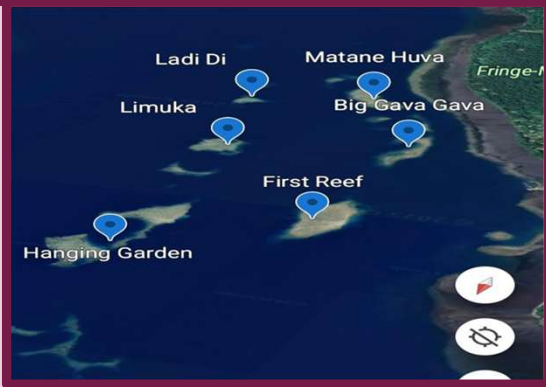 Ladi Di
Matane Huva
Fringe-
Limuka
Big Gava Gava
First Reef
Hanging Garden